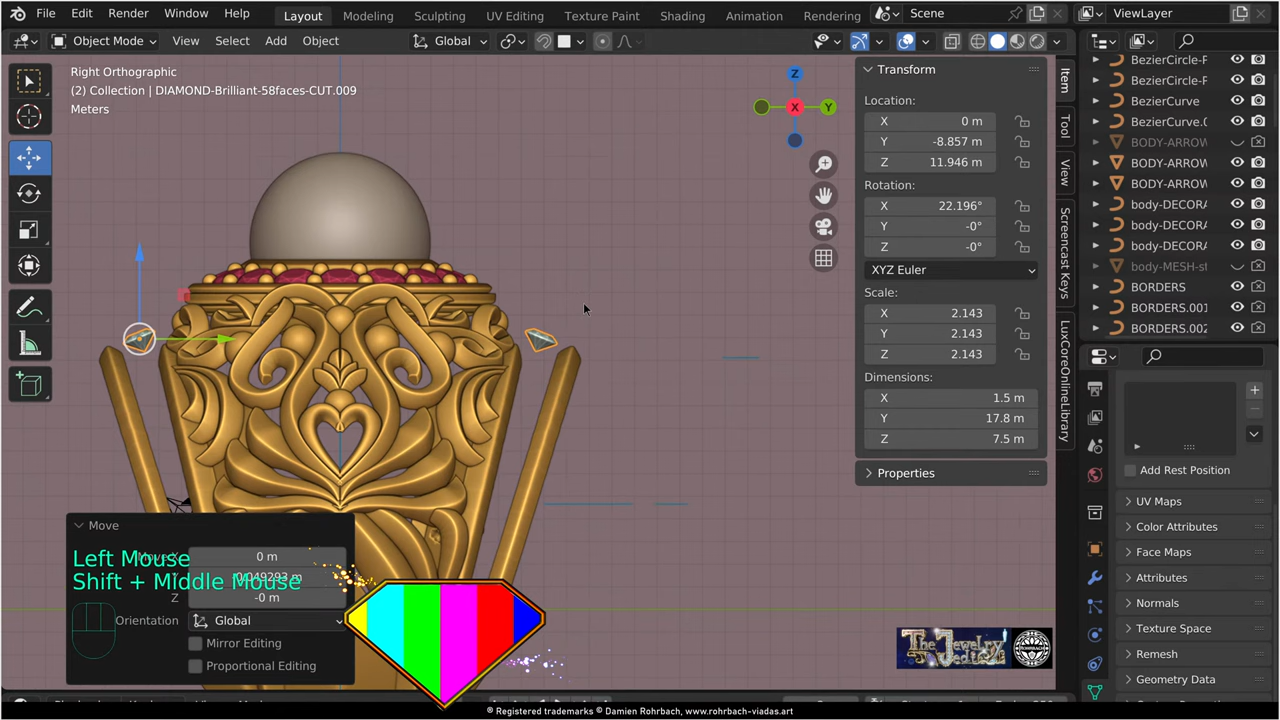 File Edit Render Window Help Layout Modeling Sculpting UV Editing Texture Paint Shading Animation Rendering Scene ViewLayer
Object Mode View Select Add Object Global
Right Orthographic
(2) Collection | DIAMOND-Brilliant-58faces-CUT.009
Meters
Z
X
Y
Transform
Location:
X 0 m
Y -8.857 m
Z 11.946 m
Rotation:
X 22.196°
Y -0°
Z -0°
XYZ Euler
Scale:
X 2.143
Y 2.143
Z 2.143
Dimensions:
X 1.5 m
Y 17.8 m
Z 7.5 m
Properties
Item
Tool
View
Screencast Keys
LuxCoreOnlineLibrary
BezierCircle-F
BezierCircle-F
BezierCurve
BezierCurve.0
BODY-ARROW
BODY-ARROW
BODY-ARROW
body-DECORA
body-DECORA
body-DECORA
body-MESH-st
BORDERS
BORDERS.001
BORDERS.002
Add Rest Position
UV Maps
Color Attributes
Face Maps
Attributes
Normals
Texture Space
Remesh
Geometry Data
Move
0 m
Left Mouse
Shift + Middle Mouse
Z -0 m
Orientation Global
Mirror Editing
Proportional Editing
The Jewelry
ROHRBACH
® Registered trademarks © Damien Rohrbach, www.rohrbach-viadas.art